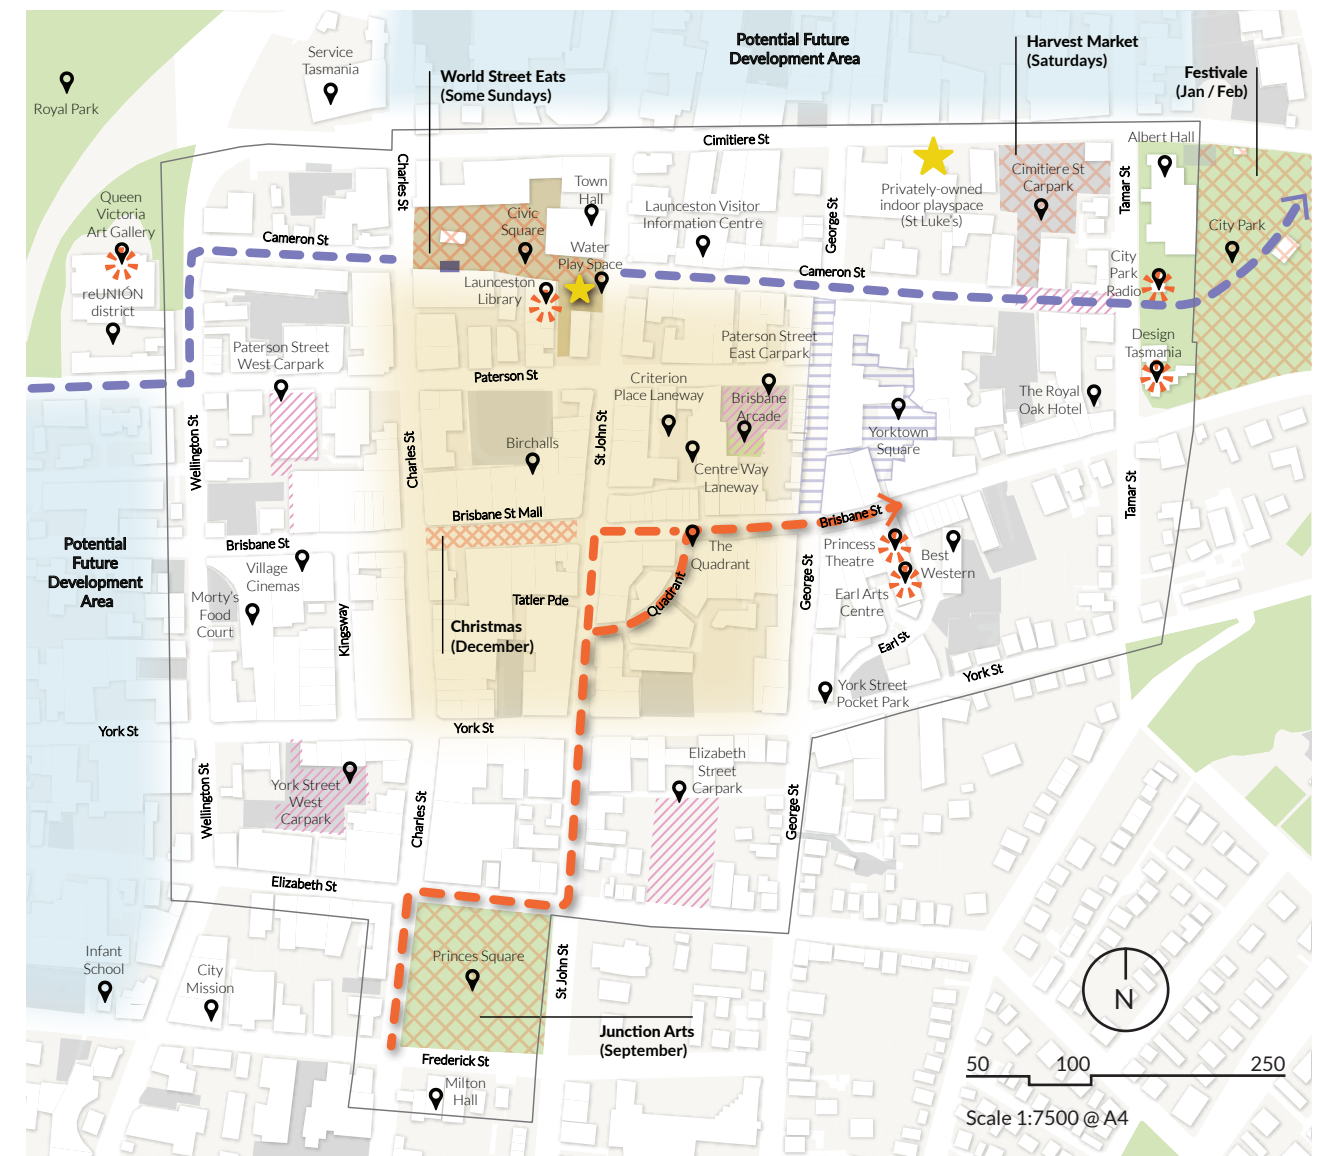 Potential Future
Development Area
World Street Eats
(Some Sundays)
Harvest Market
(Saturdays)
Festivale
(Jan / Feb)
Service
Tasmania
Royal Park
Cimitiere St
Albert Hall
Charles St
Queen
Victoria
Art Gallery
Town
Hall
Civic
Square
Launceston Visitor
Information Centre
George St
Privately-owned
indoor playspace
(St Luke's)
Cimitiere St
Carpark
Tamar St
City Park
Cameron St
Water
Play Space
Cameron St
City
Park
Radio
Launceston
Library
reUNIÓN
district
Paterson Street
West Carpark
Paterson Street
East Carpark
Design
Tasmania
Paterson St
Criterion
Place Laneway
Brisbane
Arcade
The Royal
Oak Hotel
Wellington St
Charles St
St John St
Birchalls
Centre Way
Laneway
Yorktown
Square
Tamar St
Brisbane St Mall
Brisbane St
Brisbane St
Potential
Future
Development
Area
Village
Cinemas
Morty's
Food
Court
Kingsway
Tatler Pde
The
Quadrant
Quadrant
George St
Princess
Theatre
Best
Western
Earl Arts
Centre
Christmas
(December)
Earl St
York St
York Street
Pocket Park
York St
York St
Wellington St
York Street
West
Carpark
Charles St
Elizabeth
Street
Carpark
George St
Elizabeth St
Infant
School
City
Mission
Princes Square
St John St
Junction Arts
(September)
Frederick St
Milton
Hall
N
50
100
250
Scale 1:7500 @ A4